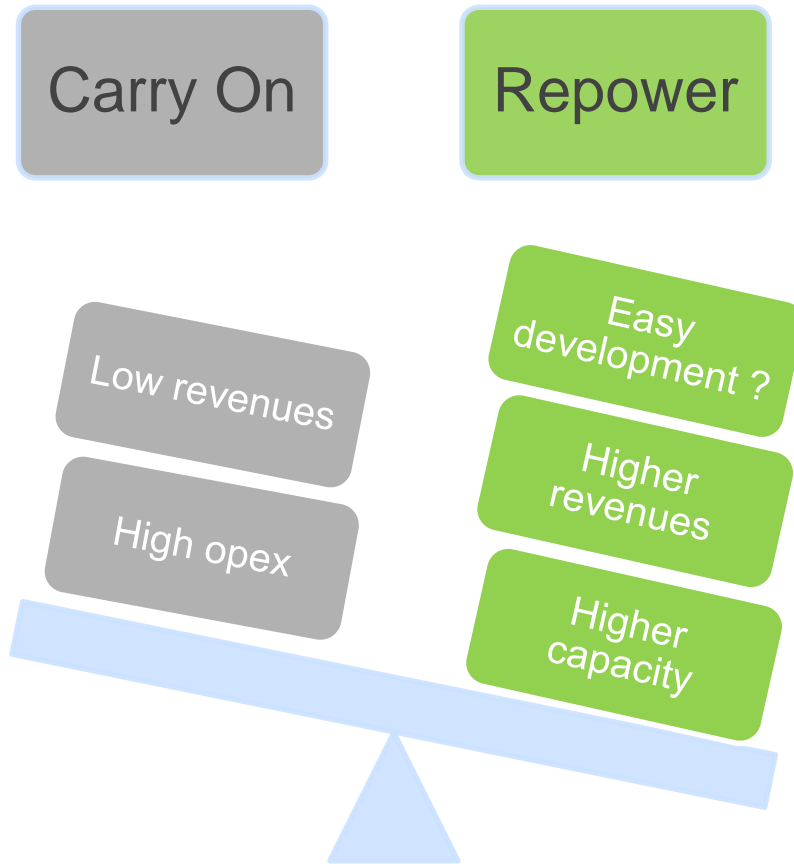 Carry On
Repower
Low revenues
High opex
Easy
development ?
Higher
revenues
Higher
capacity